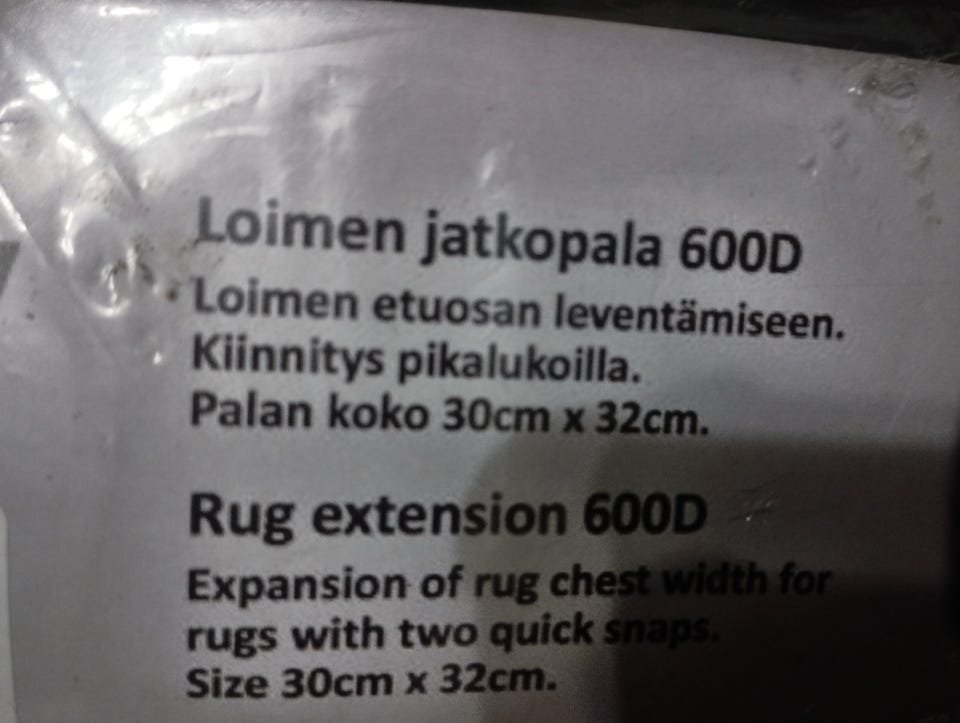 Loimen jatkopala 600D
Loimen etuosan leventämiseen.
Kiinnitys pikalukoilla.
Palan koko 30cm x 32cm.
Rug extension 600D
Expansion of rug chest width for
rugs with two quick snaps.
Size 30cm x 32cm.